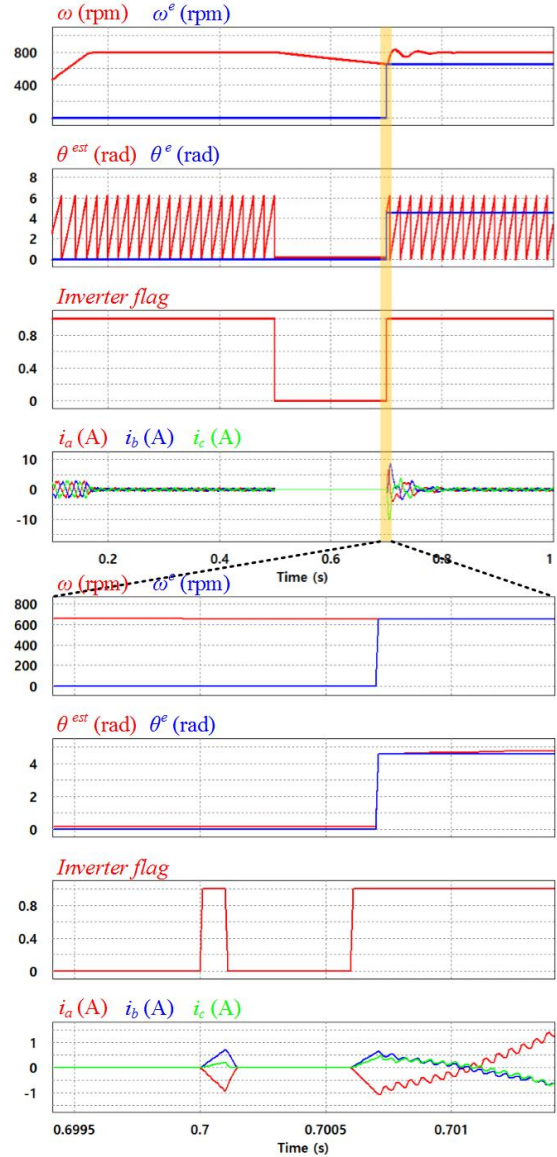 ω (rpm) ω^e (rpm)
800
400
0
θ^est (rad) θ^e (rad)
8
6
4
2
0
Inverter flag
0.8
0.4
0
i_a (A) i_b (A) i_c (A)
10
0
-10
0.2 0.4 0.6 0.8 1
Time (s)
ω (rpm) ω^e (rpm)
800
600
400
200
0
θ^est (rad) θ^e (rad)
4
2
0
Inverter flag
0.8
0.4
0
i_a (A) i_b (A) i_c (A)
1
0
-1
0.6995 0.7 0.7005 0.701
Time (s)